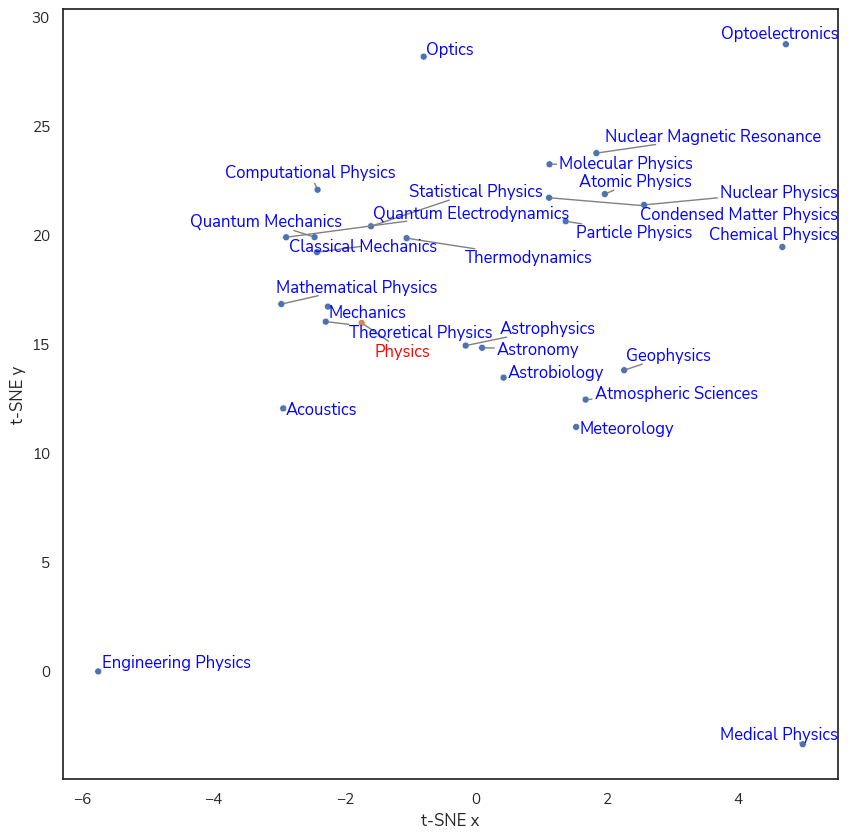 30
Optoelectronics
Optics
25
Nuclear Magnetic Resonance
Molecular Physics
Computational Physics
Atomic Physics
Statistical Physics
Nuclear Physics
Quantum Electrodynamics
Condensed Matter Physics
Quantum Mechanics
Particle Physics
Chemical Physics
20
Classical Mechanics
Thermodynamics
Mathematical Physics
Mechanics
Astrophysics
Theoretical Physics
15
Astronomy
Physics
Geophysics
Astrobiology
Atmospheric Sciences
Acoustics
Meteorology
t-SNE y
10
5
Engineering Physics
0
Medical Physics
−6
−4
−2
0
2
4
t-SNE x